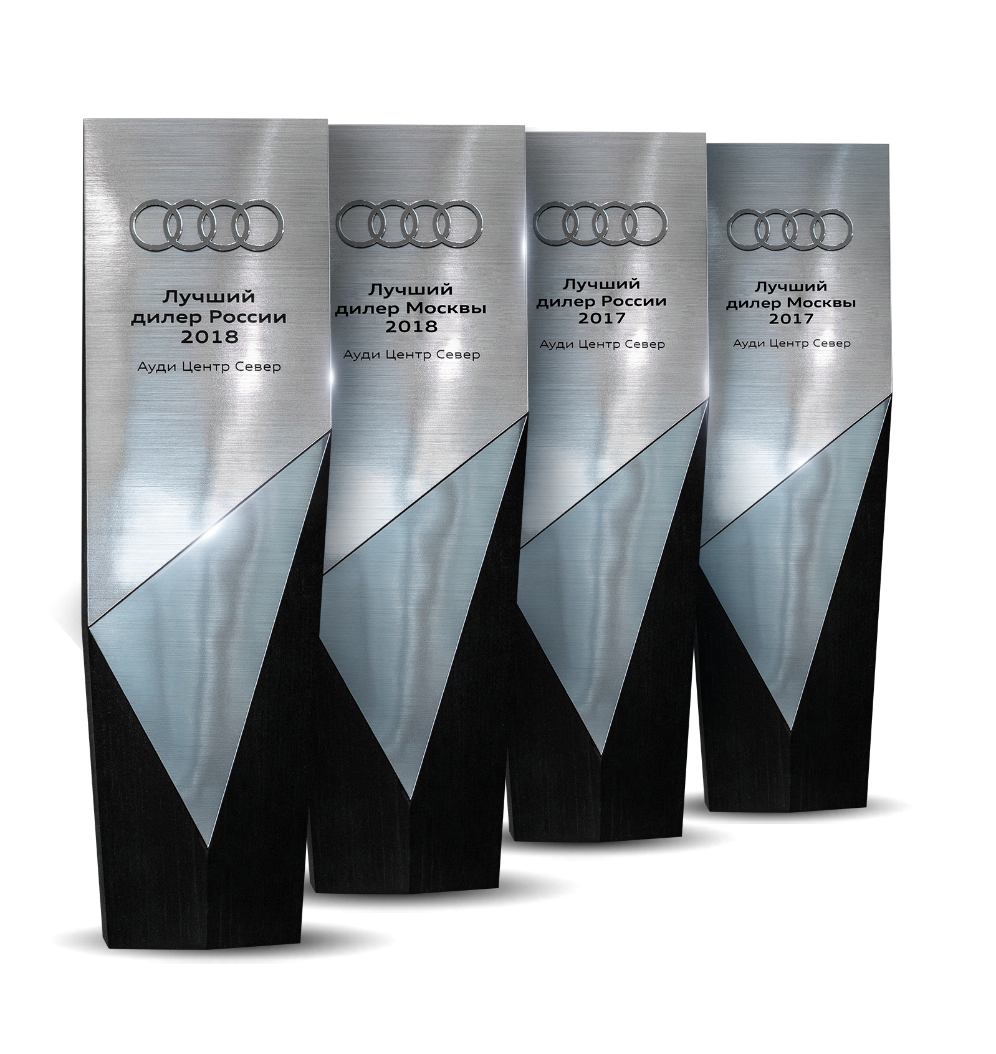 Лучший
дилер России
2018
Ауди Центр Север
Лучший
дилер Москвы
2018
Ауди Центр Север
Лучший
дилер России
2017
Ауди Центр Север
Лучший
дилер Москвы
2017
Ауди Центр Север